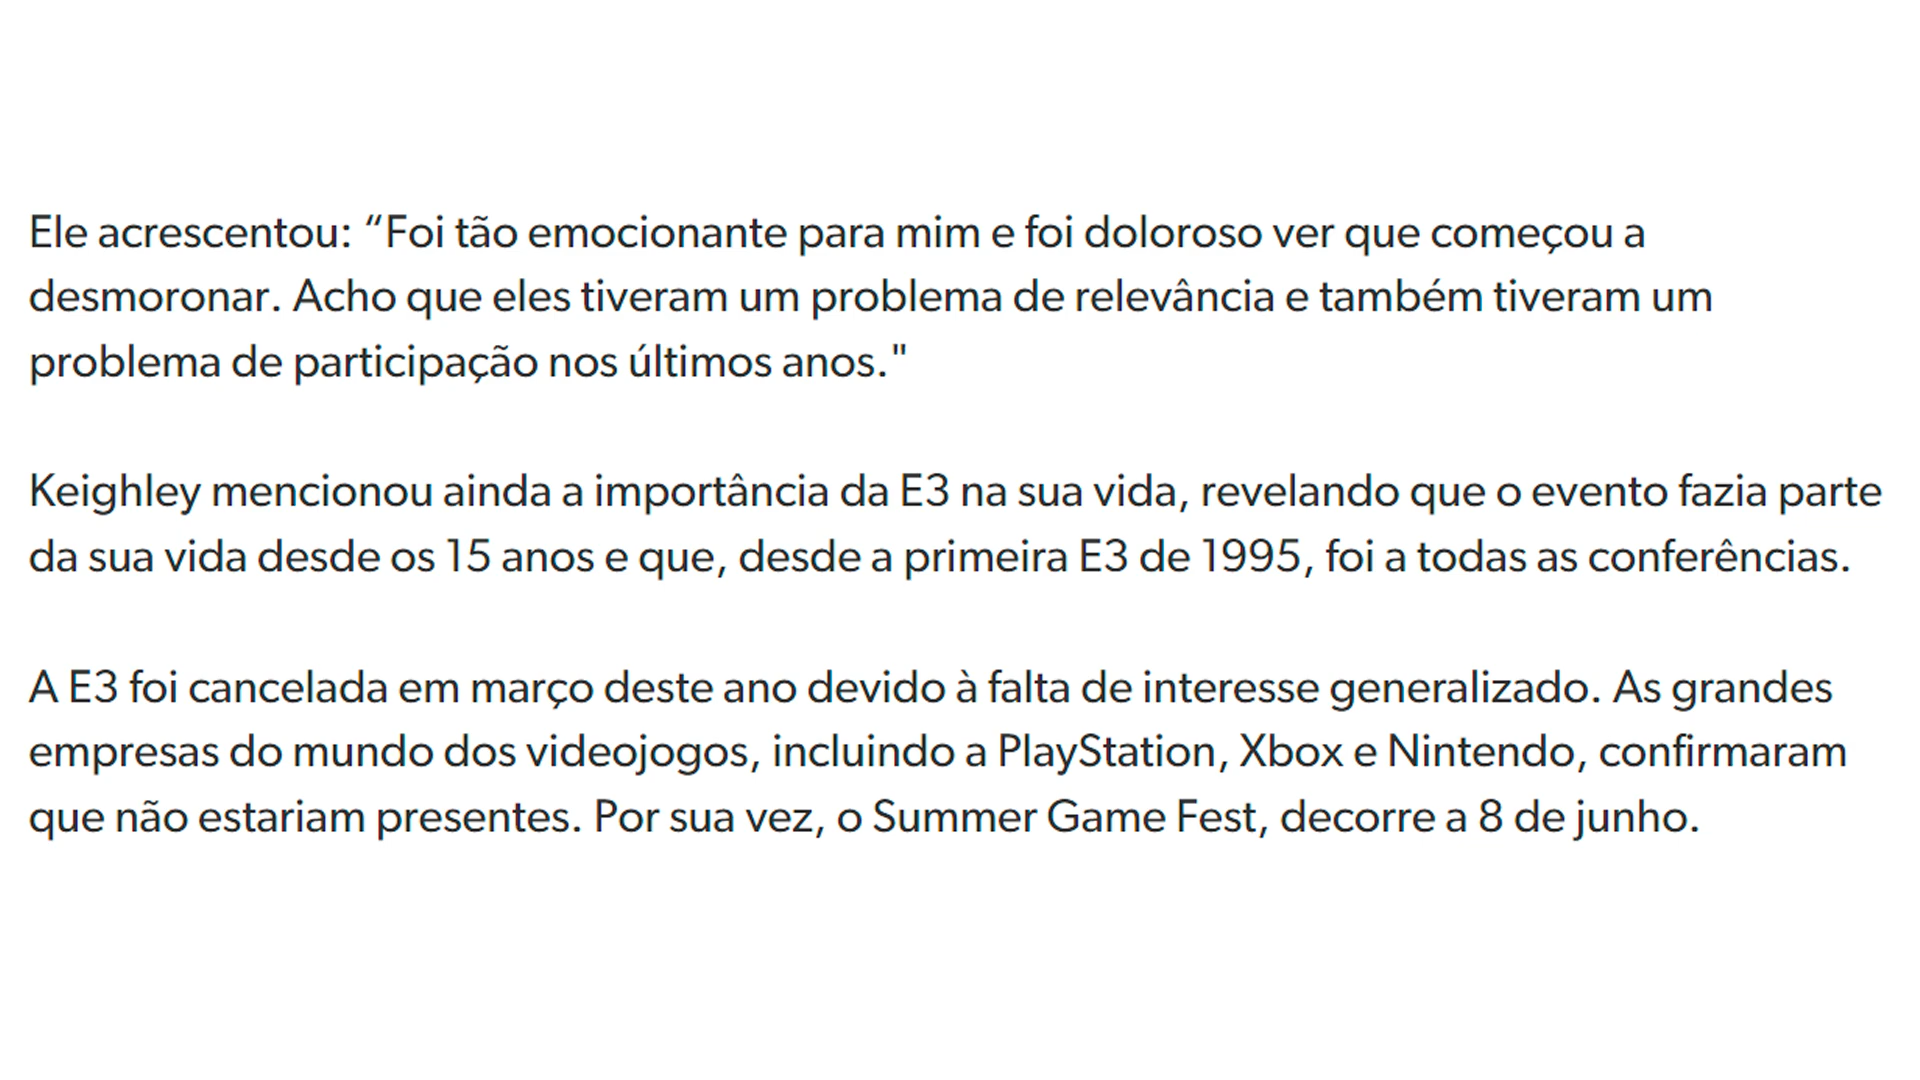 Ele acrescentou: “Foi tão emocionante para mim e foi doloroso ver que começou a
desmoronar. Acho que eles tiveram um problema de relevância e também tiveram um
problema de participação nos últimos anos."
Keighley mencionou ainda a importância da E3 na sua vida, revelando que o evento fazia parte
da sua vida desde os 15 anos e que, desde a primeira E3 de 1995, foi a todas as conferências.
A E3 foi cancelada em março deste ano devido à falta de interesse generalizado. As grandes
empresas do mundo dos videojogos, incluindo a PlayStation, Xbox e Nintendo, confirmaram
que não estariam presentes. Por sua vez, o Summer Game Fest, decorre a 8 de junho.